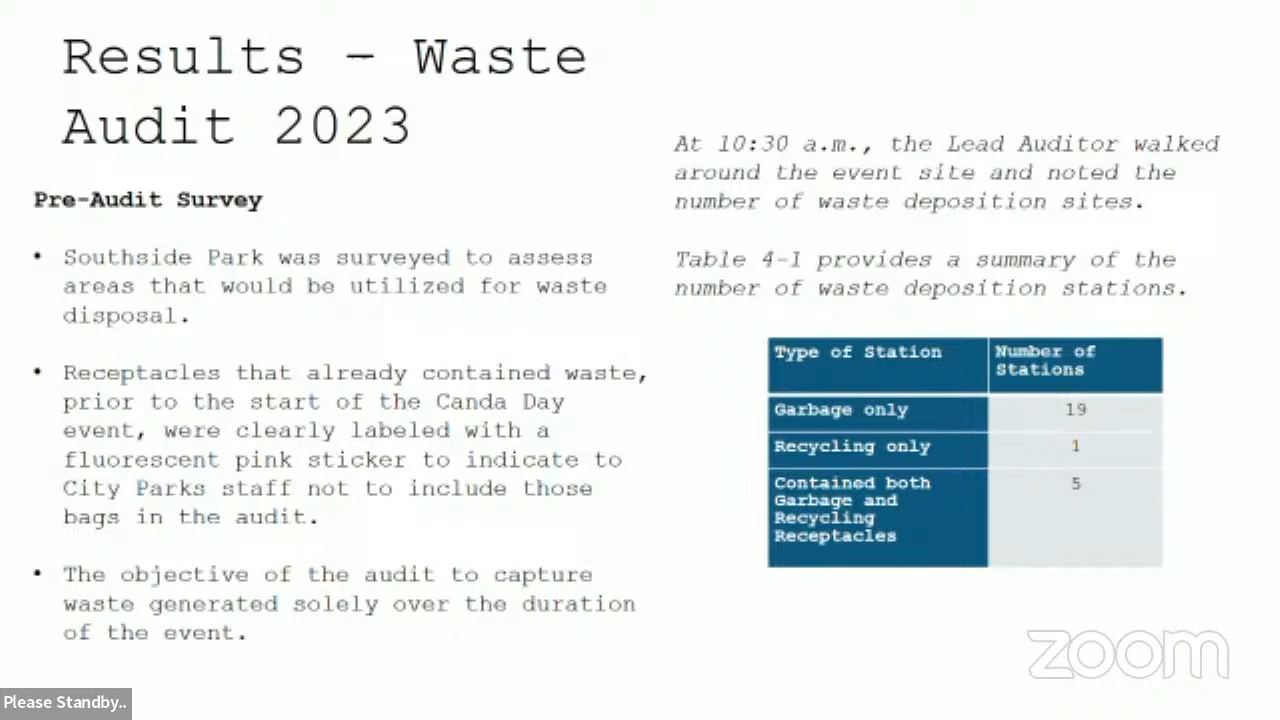 Results – Waste
Audit 2023
Pre-Audit Survey
• Southside Park was surveyed to assess
areas that would be utilized for waste
disposal.
• Receptacles that already contained waste,
prior to the start of the Canda Day
event, were clearly labeled with a
fluorescent pink sticker to indicate to
City Parks staff not to include those
bags in the audit.
• The objective of the audit to capture
waste generated solely over the duration
of the event.
At 10:30 a.m., the Lead Auditor walked
around the event site and noted the
number of waste deposition sites.
Table 4-1 provides a summary of the
number of waste deposition stations.
Type of Station
Number of
Stations
Garbage only 19
Recycling only 1
Contained both 5
Garbage and
Recycling
Receptacles
zoom
Please Standby..